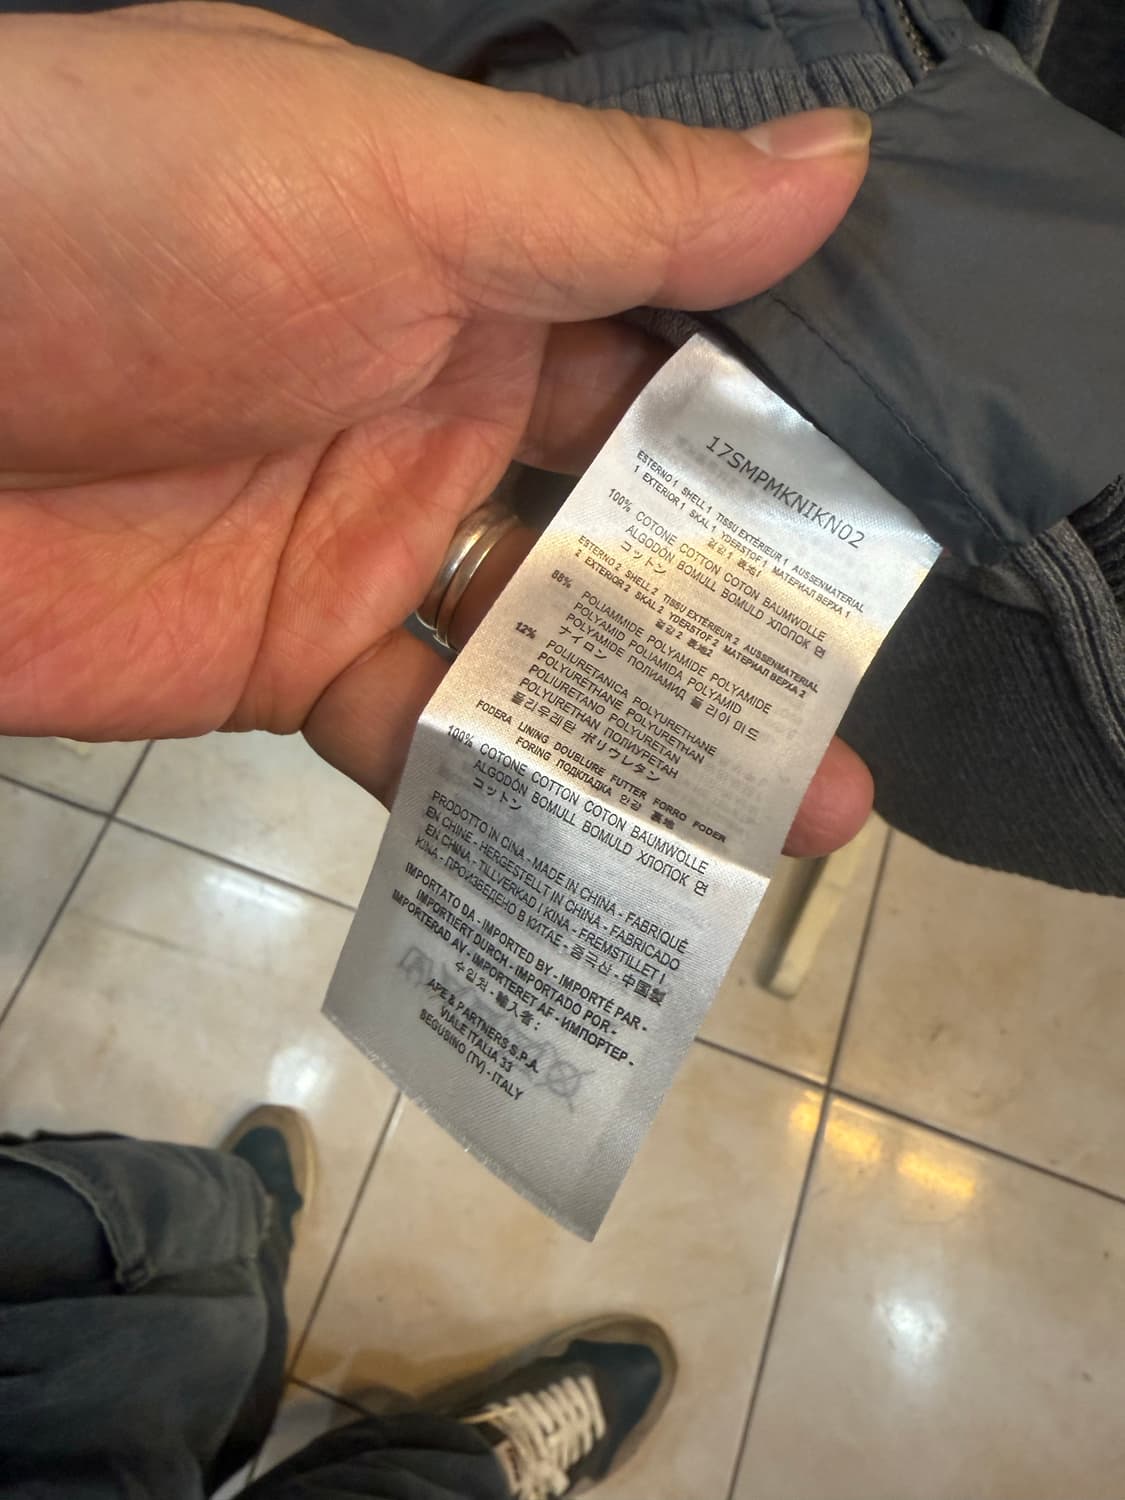 17SMPMKNIKN02
ESTERNO 1 SHELL 1 TISSU EXTÉRIEUR 1 AUSSENMATERIAL
1 EXTERIOR 1 SKAL 1 YDERSTOF 1 МАТЕРИАЛ ВЕРХА 1
겉감 1 表地1
100% COTONE COTTON COTON BAUMWOLLE
ALGODÓN BOMULL BOMULD ХЛОПОК 면
コットン
ESTERNO 2 SHELL 2 TISSU EXTÉRIEUR 2 AUSSENMATERIAL
2 EXTERIOR 2 SKAL 2 YDERSTOF 2 МАТЕРИАЛ ВЕРХА 2
겉감 2 表地2
88% POLIAMMIDE POLYAMIDE POLYAMIDE
POLYAMID POLIAMIDA POLYAMID
POLYAMIDE ПОЛИАМИД 폴 리아 미드
ナイロン
12% POLIURETANICA POLYURETHANE
POLYURETHANE POLYURETHAN
POLIURETANO POLYURETAN
POLYURETHAN ПОЛИУРЕТАН
폴리우레탄 ポリウレタン
FODERA LINING DOUBLURE FUTTER FORRO FODER
FORING ПОДКЛАДКА 안감 裏地
100% COTONE COTTON COTON BAUMWOLLE
ALGODÓN BOMULL BOMULD ХЛОПОК 면
コットン
PRODOTTO IN CINA - MADE IN CHINA - FABRIQUÉ
EN CHINE - HERGESTELLT IN CHINA - FABRICADO
EN CHINA - TILLVERKAD I KINA - FREMSTILLET I
KINA - ПРОИЗВЕДЕНО В КИТАЕ - 중국산 - 中国製
IMPORTATO DA - IMPORTED BY - IMPORTÉ PAR -
IMPORTIERT DURCH - IMPORTADO POR -
IMPORTERAD AV - IMPORTERET AF - ИМПОРТЕР -
수입처 - 輸入者 :
APE & PARTNERS S.P.A.
VIALE ITALIA 33
SEGUSINO (TV) - ITALY